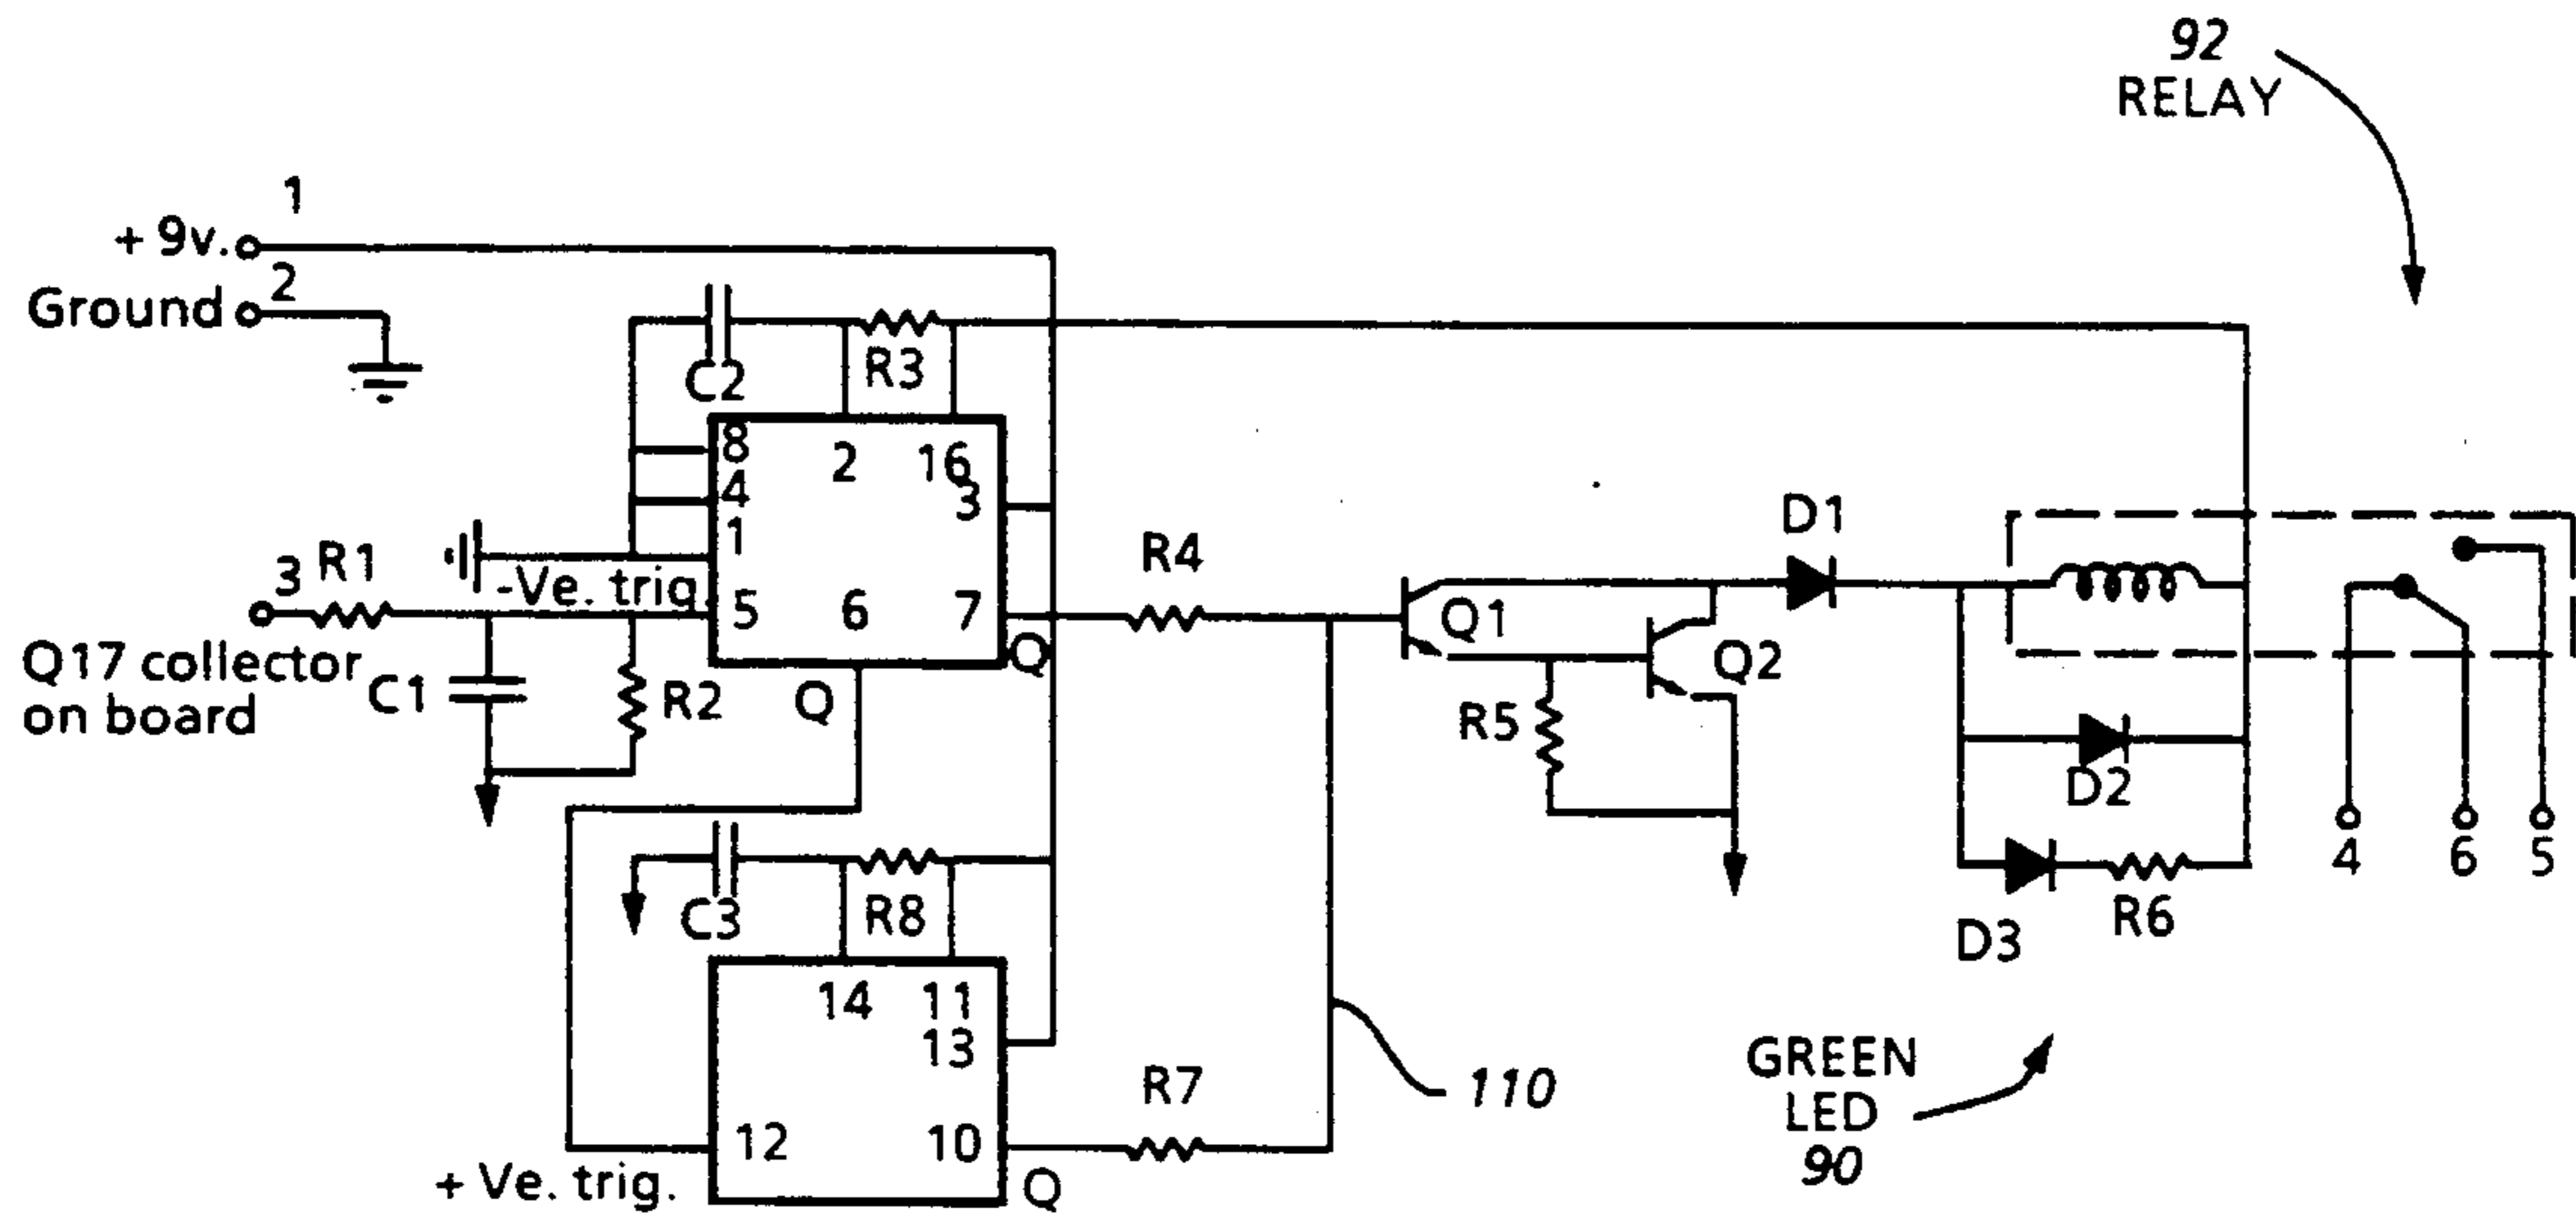 92
RELAY
1
+ 9v.
2
Ground
C2
R3
8
2
16
4
3
1
D1
3
R1
R4
-Ve. trig
5
6
7
Q1
Q
Q17 collector
on board
C1
R2
Q
Q2
R5
D2
4
6
5
C3
R8
D3
R6
14
11
13
GREEN
LED
90
R7
110
12
10
+ Ve. trig.
Q